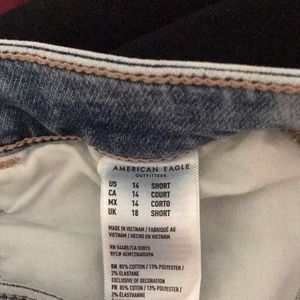 AMERICAN EAGLE
OUTFITTERS
US 14 SHORT
CA 14 COURT
MX 14 CORTO
UK 18 SHORT
MADE IN VIETNAM / FABRIQUÉ AU
VIETNAM / HECHO EN VIETNAM
EXCLUSIVE OF DECORATION
EN 85% COTTON / 13% POLYESTER /
2% ELASTANE
FR 85% COTON / 13% POLYESTER /
2% ÉLASTHANNE